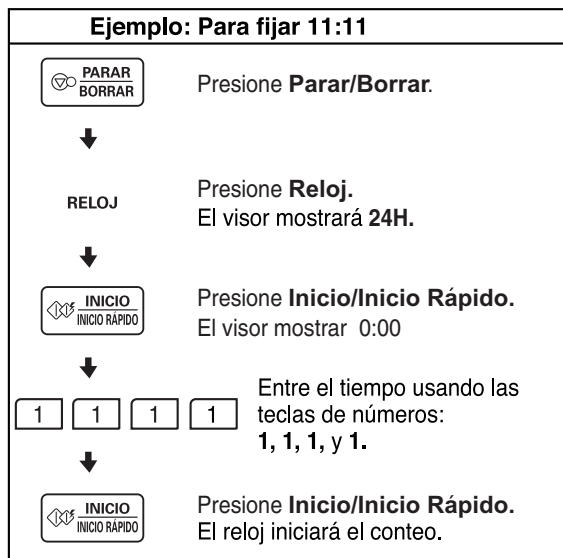 Ejemplo: Para fijar 11:11
PARAR
BORRAR
Presione Parar/Borrar.
RELOJ
Presione Reloj.
El visor mostrará 24H.
INICIO
INICIO RÁPIDO
Presione Inicio/Inicio Rápido.
El visor mostrar 0:00
1 1 1 1
Entre el tiempo usando las
teclas de números:
1, 1, 1, y 1.
INICIO
INICIO RÁPIDO
Presione Inicio/Inicio Rápido.
El reloj iniciará el conteo.